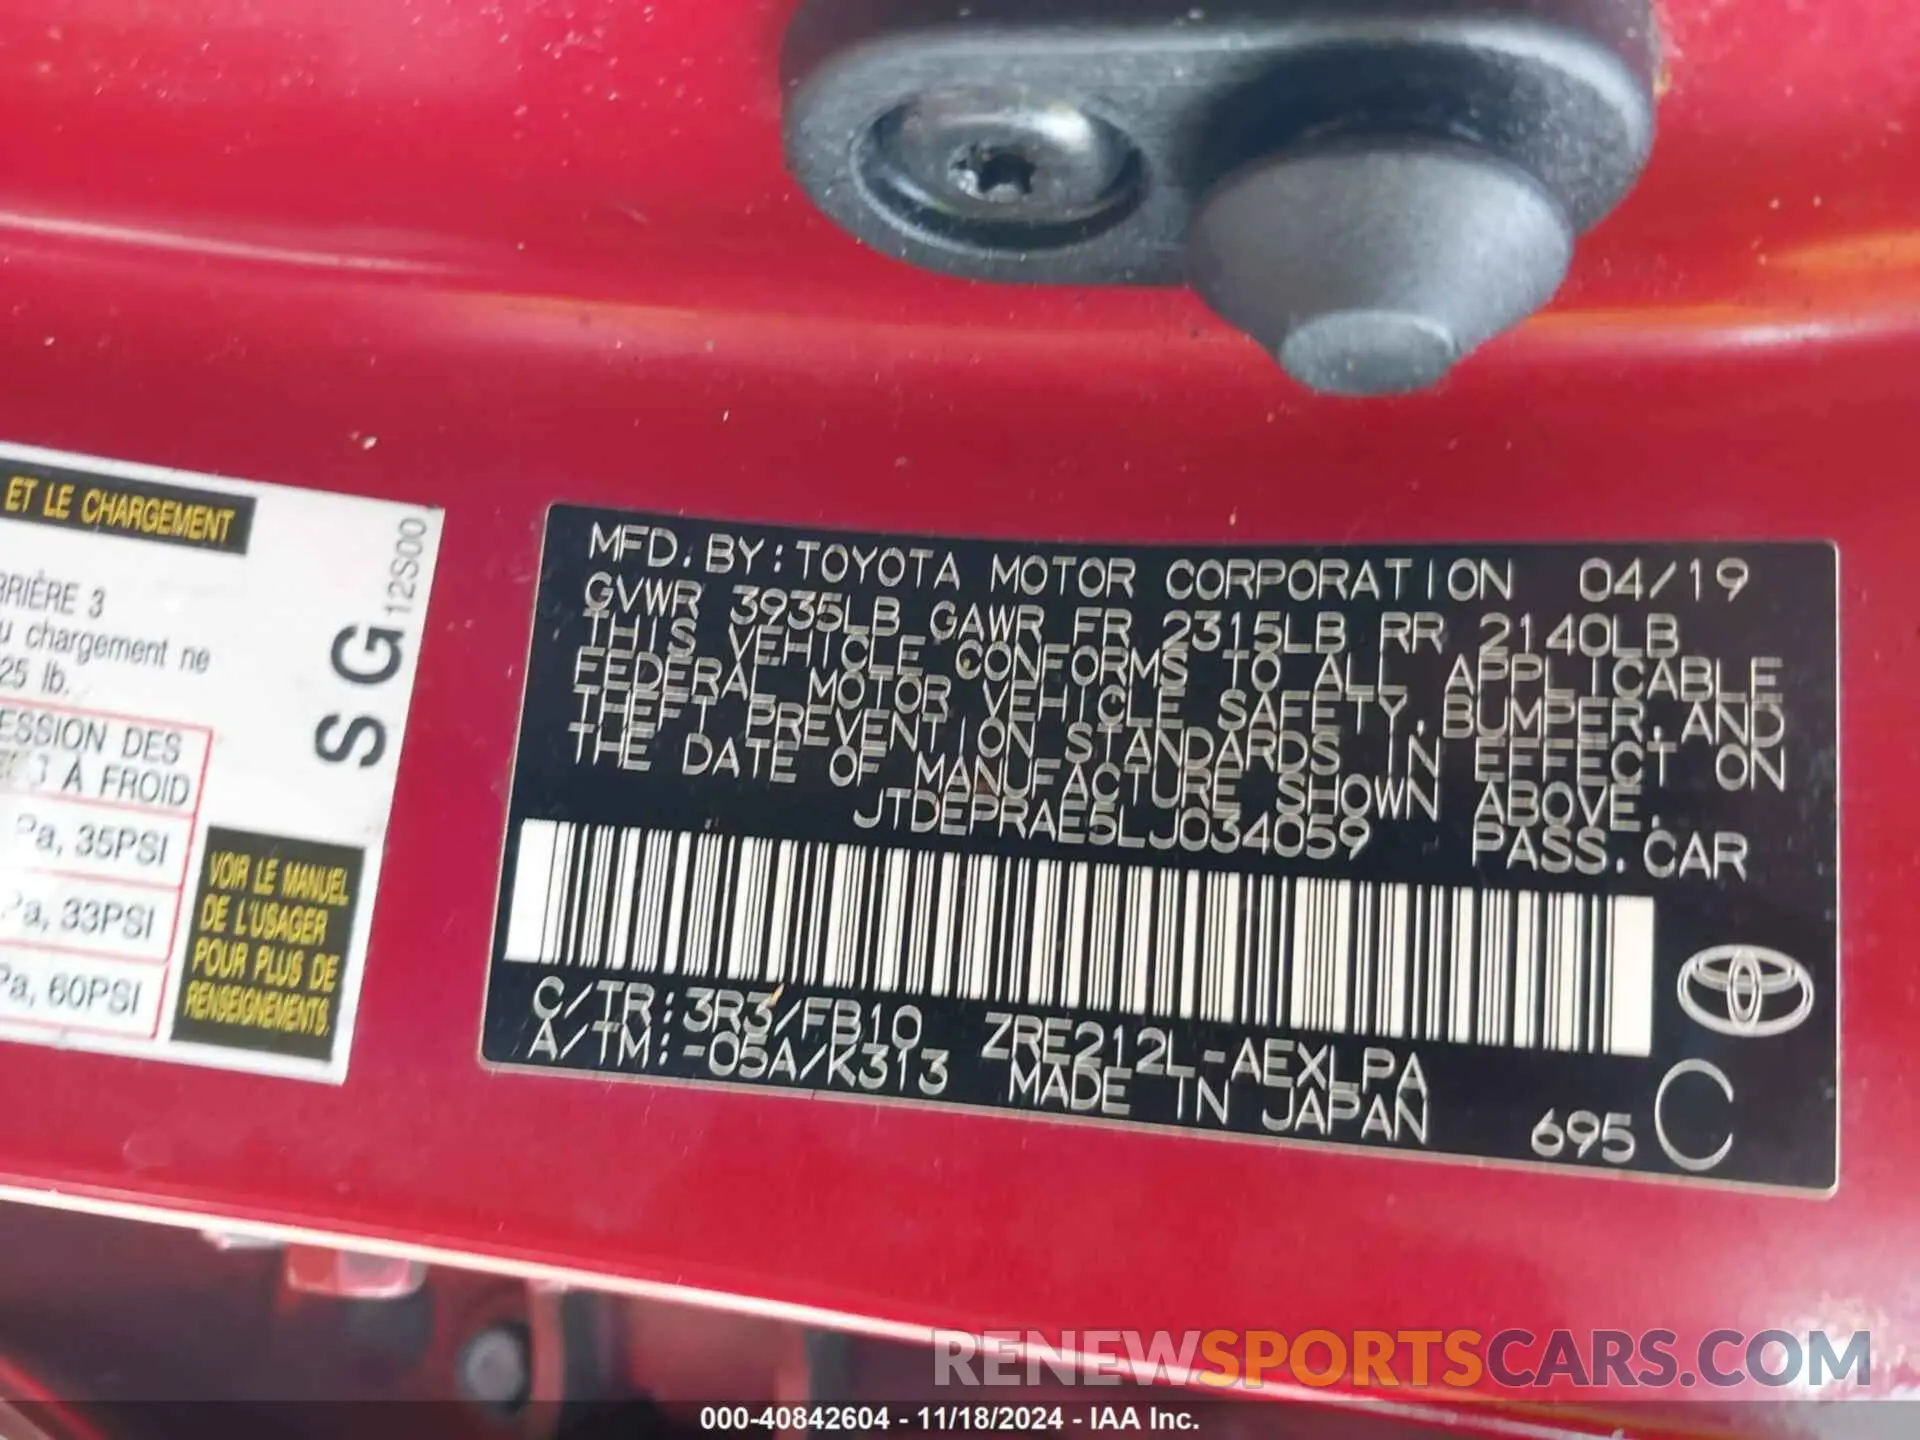 ET LE CHARGEMENT
3
chargement ne
25 lb.
DES
À FROID
Pa, 35PSI
Pa, 33PSI
Pa, 60PSI
SG12S00
VOIR LE MANUEL
DE L'USAGER
POUR PLUS DE
RENSEIGNEMENTS.
MFD. BY:TOYOTA MOTOR CORPORATION 04/19
GVWR 3935LB GAWR FR 2315LB RR 2140LB
THIS VEHICLE CONFORMS TO ALL APPLICABLE
FEDERAL MOTOR VEHICLE SAFETY,BUMPER,AND
THEFT PREVENTION STANDARDS IN EFFECT ON
THE DATE OF MANUFACTURE SHOWN ABOVE.
JTDEPRAE5LJ034059 PASS.CAR
C/TR:3R3/FB10 ZRE212L-AEXLPA
A/TM:-05A/K313 MADE IN JAPAN 695 C
RENEWSPORTSCARS.COM
000-40842604 - 11/18/2024 - IAA Inc.